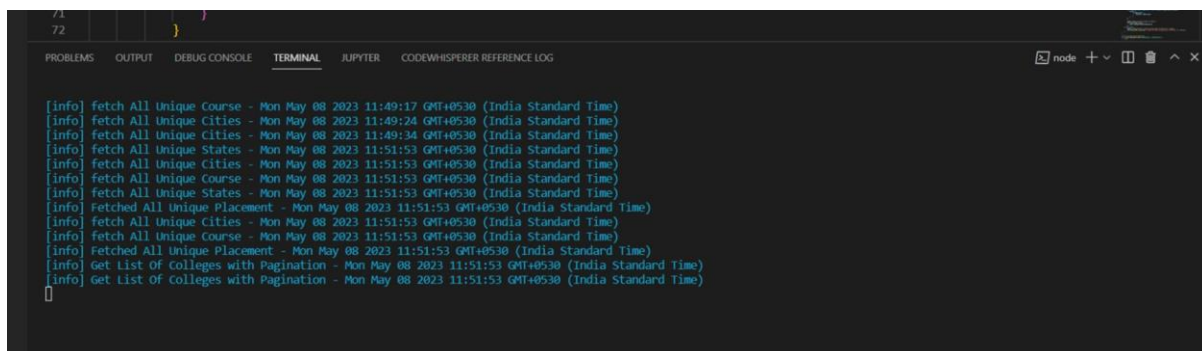 71 }
72 }
PROBLEMS OUTPUT DEBUG CONSOLE TERMINAL JUPYTER CODEWHISPERER REFERENCE LOG node
[info] fetch All Unique Course - Mon May 08 2023 11:49:17 GMT+0530 (India Standard Time)
[info] fetch All Unique Cities - Mon May 08 2023 11:49:24 GMT+0530 (India Standard Time)
[info] fetch All Unique Cities - Mon May 08 2023 11:49:34 GMT+0530 (India Standard Time)
[info] fetch All Unique States - Mon May 08 2023 11:51:53 GMT+0530 (India Standard Time)
[info] fetch All Unique Cities - Mon May 08 2023 11:51:53 GMT+0530 (India Standard Time)
[info] fetch All Unique Course - Mon May 08 2023 11:51:53 GMT+0530 (India Standard Time)
[info] fetch All Unique States - Mon May 08 2023 11:51:53 GMT+0530 (India Standard Time)
[info] Fetched All Unique Placement - Mon May 08 2023 11:51:53 GMT+0530 (India Standard Time)
[info] fetch All Unique Cities - Mon May 08 2023 11:51:53 GMT+0530 (India Standard Time)
[info] fetch All Unique Course - Mon May 08 2023 11:51:53 GMT+0530 (India Standard Time)
[info] Fetched All Unique Placement - Mon May 08 2023 11:51:53 GMT+0530 (India Standard Time)
[info] Get List Of Colleges with Pagination - Mon May 08 2023 11:51:53 GMT+0530 (India Standard Time)
[info] Get List Of Colleges with Pagination - Mon May 08 2023 11:51:53 GMT+0530 (India Standard Time)